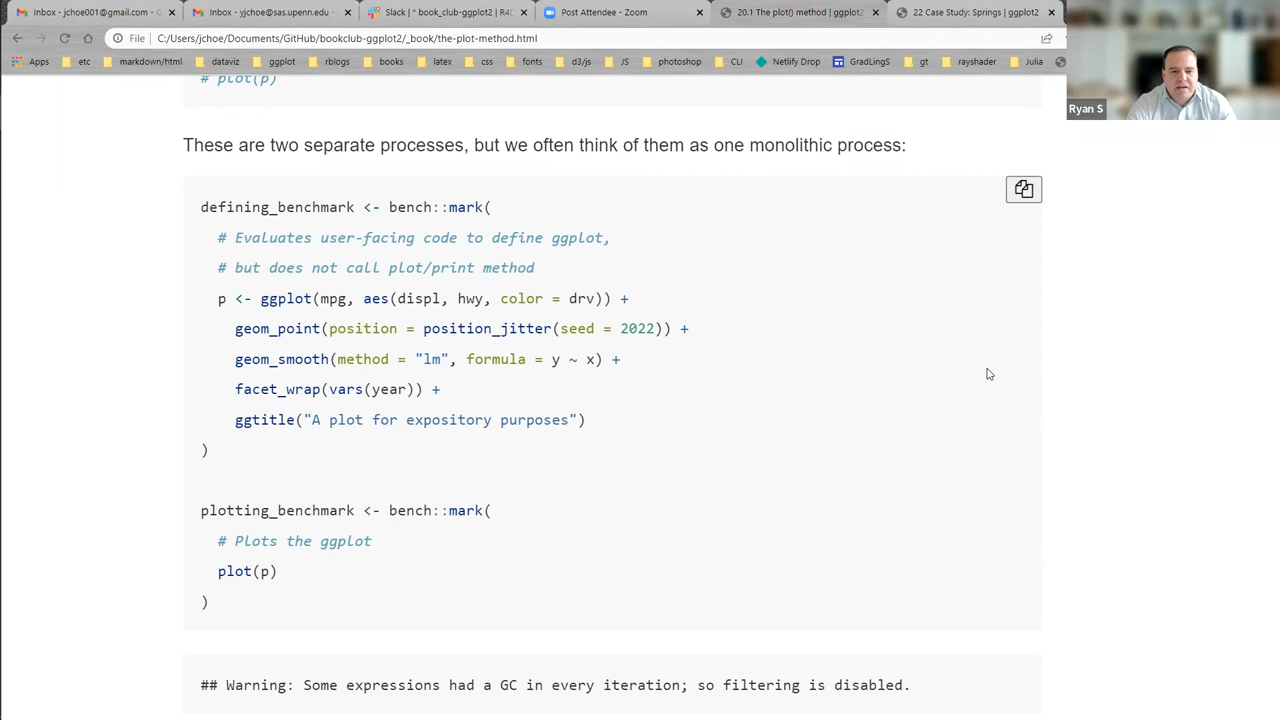 Inbox - jchoe001@gmail.com - G
Inbox - yjchoe@sas.upenn.edu -
Slack | * book_club-ggplot2 | R4D
Post Attendee - Zoom
20.1 The plot() method | ggplot2
22 Case Study: Springs | ggplot2
File C:/Users/jchoe/Documents/GitHub/bookclub-ggplot2/_book/the-plot-method.html
Apps etc markdown/html dataviz ggplot rblogs books latex css fonts d3/js JS photoshop CLI Netlify Drop GradLingS gt rayshader Julia
Ryan S
# plot(p)
These are two separate processes, but we often think of them as one monolithic process:
defining_benchmark <- bench::mark(
# Evaluates user-facing code to define ggplot,
# but does not call plot/print method
p <- ggplot(mpg, aes(displ, hwy, color = drv)) +
geom_point(position = position_jitter(seed = 2022)) +
geom_smooth(method = "lm", formula = y ~ x) +
facet_wrap(vars(year)) +
ggtitle("A plot for expository purposes")
)
plotting_benchmark <- bench::mark(
# Plots the ggplot
plot(p)
)
## Warning: Some expressions had a GC in every iteration; so filtering is disabled.